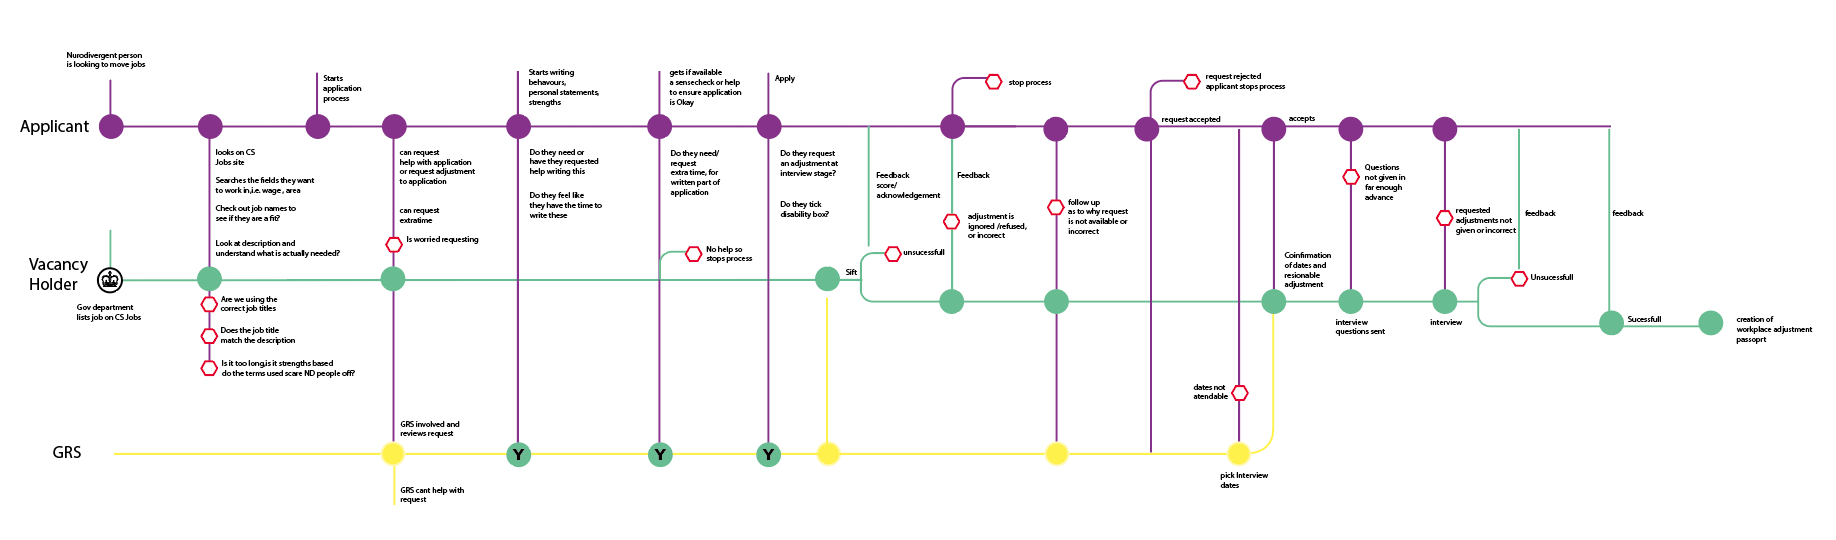 Nurodivergent person
is looking to move jobs
Starts
application
process
Starts writing
behavours,
personal statements,
strengths
gets if available
a sensecheck or help
to ensure application
is Okay
Apply
stop process
request rejected
applicant stops process
Applicant
request accepted
accepts
looks on CS
Jobs site
Searches the fields they want
to work in,i.e. wage , area
Check out job names to
see if they are a fit?
Look at description and
understand what is actually needed?
can request
help with application
or request adjustment
to application
can request
extratime
Is worried requesting
Do they need or
have they requested
help writing this
Do they feel like
they have the time to
write these
Do they need/
request
extra time, for
written part of
application
No help so
stops process
Do they request
an adjustment at
interview stage?
Do they tick
disability box?
Feedback
score/
acknowledgement
Feedback
adjustment is
ignored /refused,
or incorect
follow up
as to why request
is not available or
incorrect
Questions
not given in
far enough
advance
requested
adjustments not
given or incorrect
feedback
feedback
Vacancy
Holder
Gov department
lists job on CS Jobs
Are we using the
correct job titles
Does the job title
match the description
Is it too long,is it strengths based
do the terms used scare ND people off?
Sift
unsucessfull
Coinfirmation
of dates and
resionable
adjustment
interview
questions sent
interview
Unsucessfull
Sucessfull
creation of
workplace adjustment
passoprt
dates not
atendable
GRS
GRS involved and
reviews request
GRS cant help with
request
Y
Y
Y
pick Interview
dates